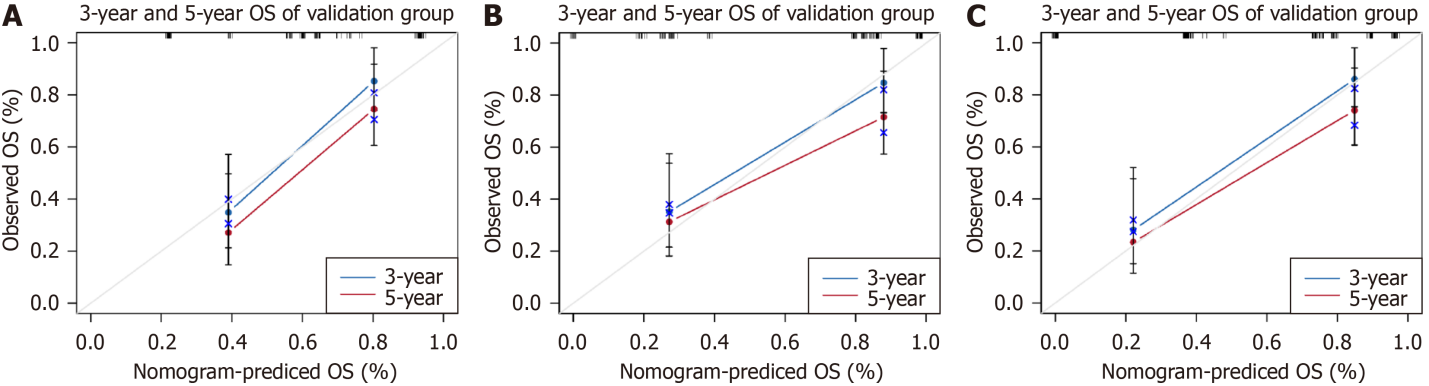 A
3-year and 5-year OS of validation group
1.0
0.8
0.6
0.4
0.2
0.0
Observed OS (%)
3-year
5-year
0.0 0.2 0.4 0.6 0.8 1.0
Nomogram-prediced OS (%)
B
3-year and 5-year OS of validation group
1.0
0.8
0.6
0.4
0.2
0.0
Observed OS (%)
3-year
5-year
0.0 0.2 0.4 0.6 0.8 1.0
Nomogram-prediced OS (%)
C
3-year and 5-year OS of validation group
1.0
0.8
0.6
0.4
0.2
0.0
Observed OS (%)
3-year
5-year
0.0 0.2 0.4 0.6 0.8 1.0
Nomogram-prediced OS (%)